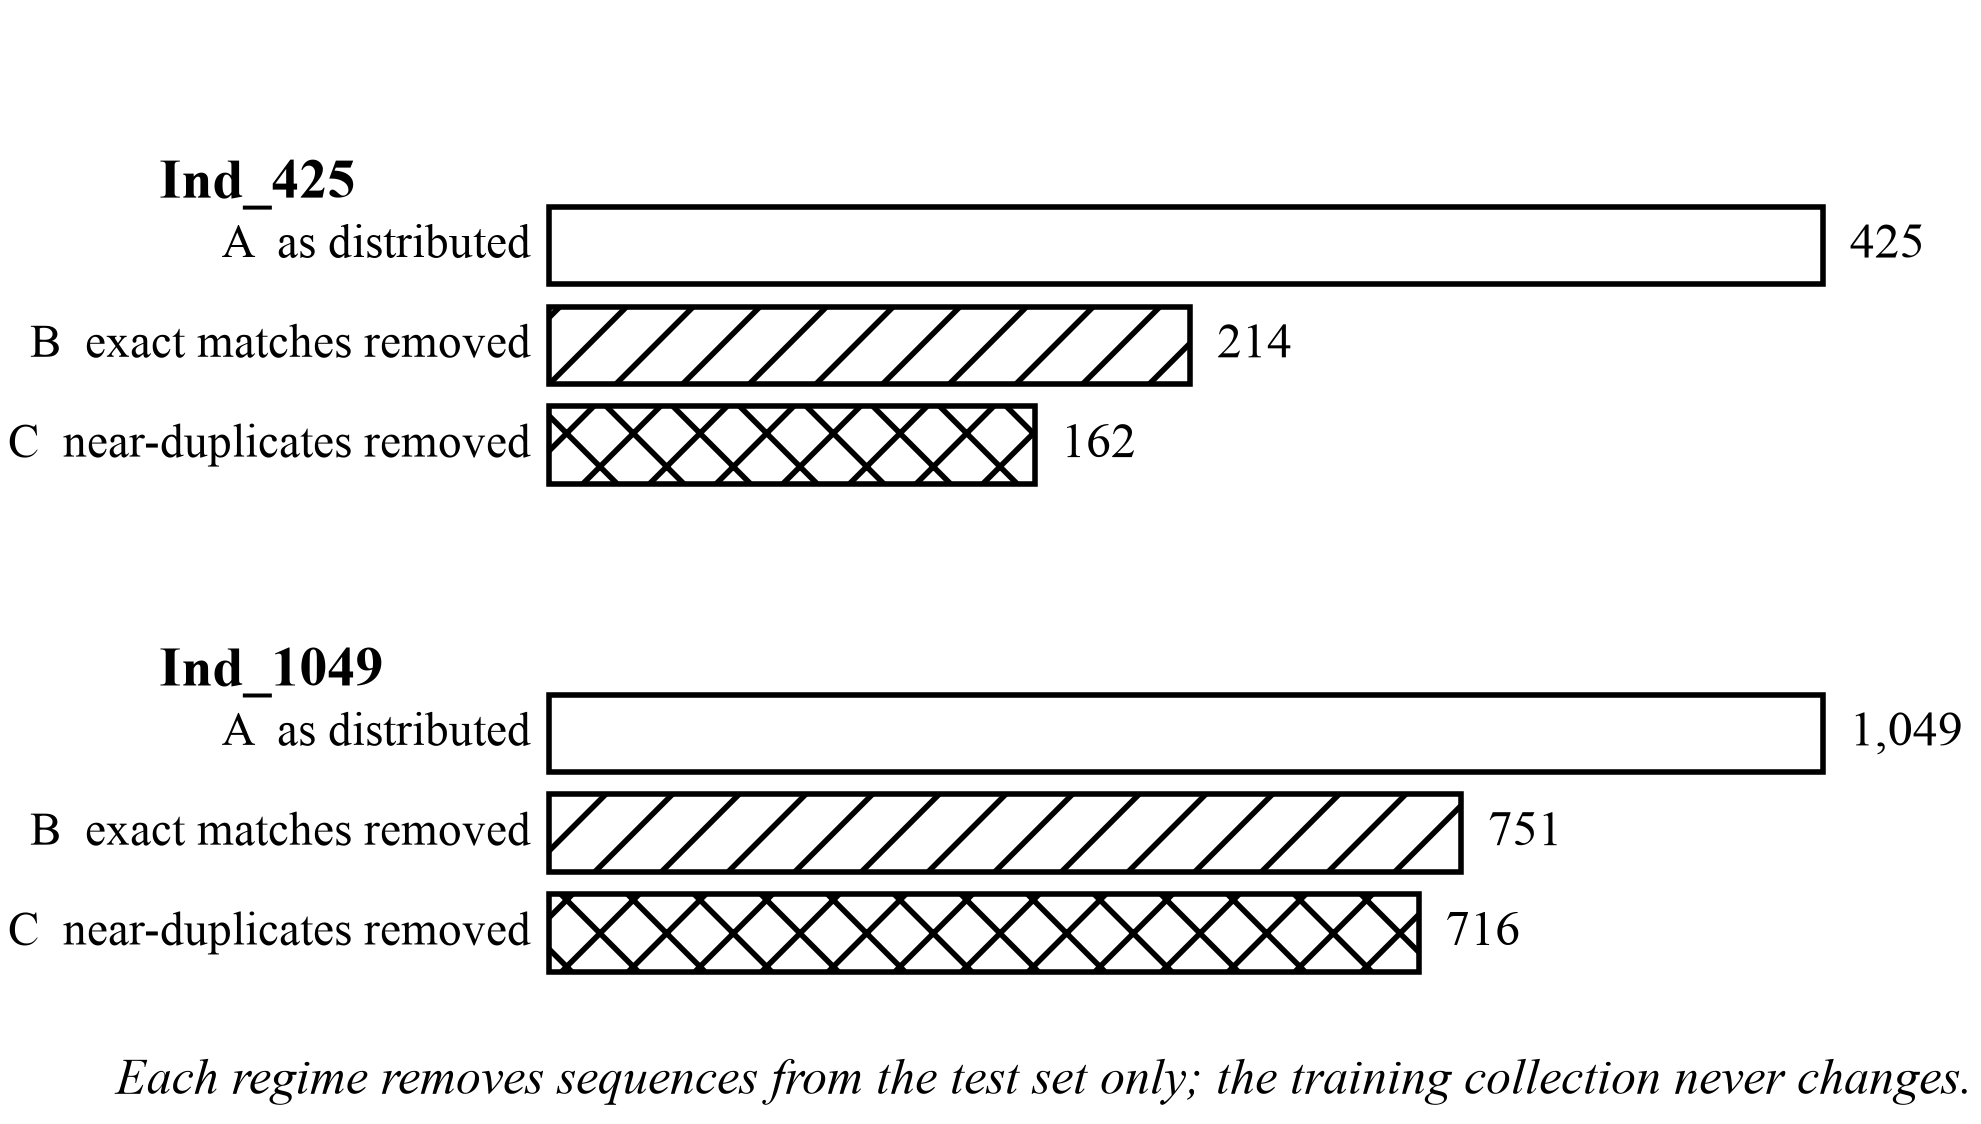 Ind_425
A as distributed 425
B exact matches removed 214
C near-duplicates removed 162
Ind_1049
A as distributed 1,049
B exact matches removed 751
C near-duplicates removed 716
Each regime removes sequences from the test set only; the training collection never changes.